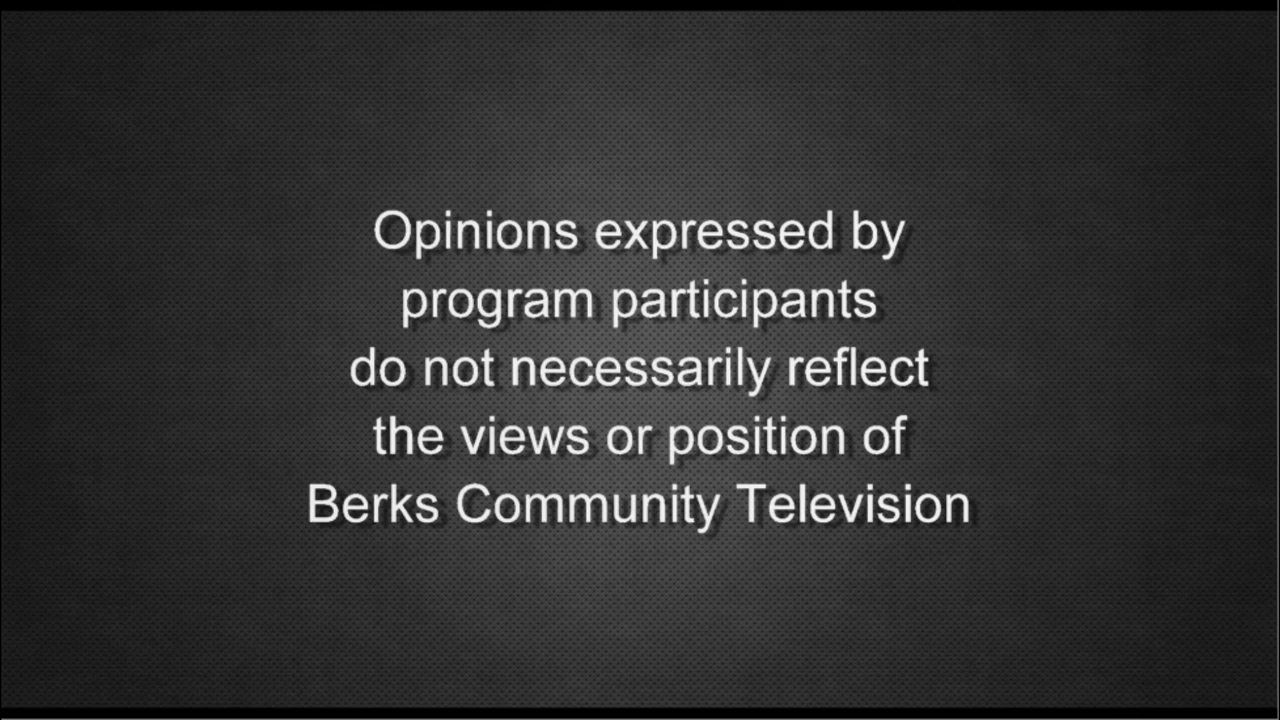 Opinions expressed by
program participants
do not necessarily reflect
the views or position of
Berks Community Television